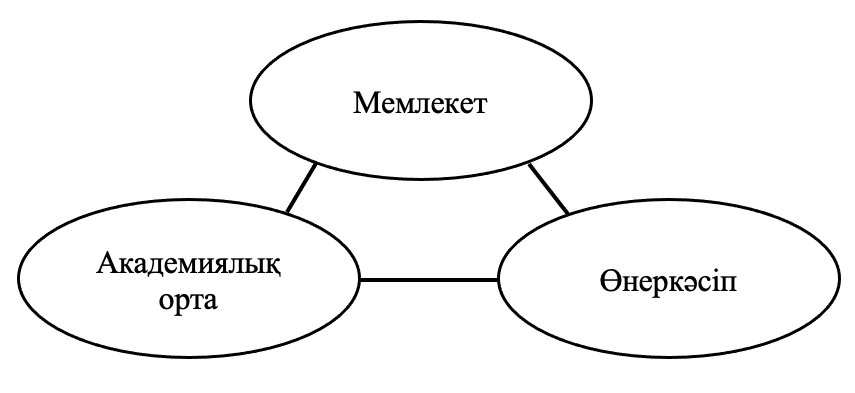 Мемлекет
Академиялық
орта
Өнеркәсіп